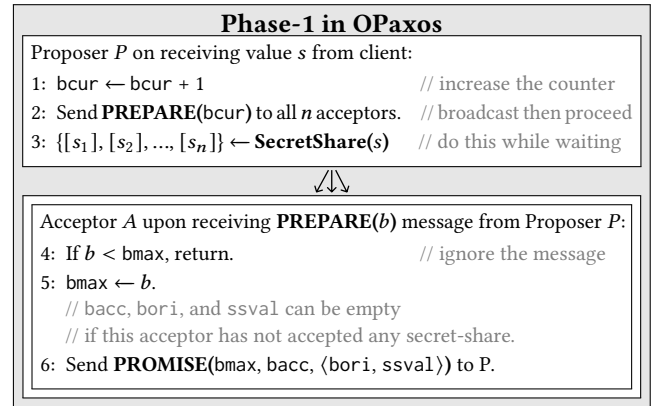 Phase-1 in OPaxos
Proposer P on receiving value s from client:
1: bcur ← bcur + 1 // increase the counter
2: Send PREPARE(bcur) to all n acceptors. // broadcast then proceed
3: {[s₁], [s₂], ..., [sₙ]} ← SecretShare(s) // do this while waiting
Acceptor A upon receiving PREPARE(b) message from Proposer P:
4: If b < bmax, return. // ignore the message
5: bmax ← b.
// bacc, bori, and ssval can be empty
// if this acceptor has not accepted any secret-share.
6: Send PROMISE(bmax, bacc, ⟨bori, ssval⟩) to P.